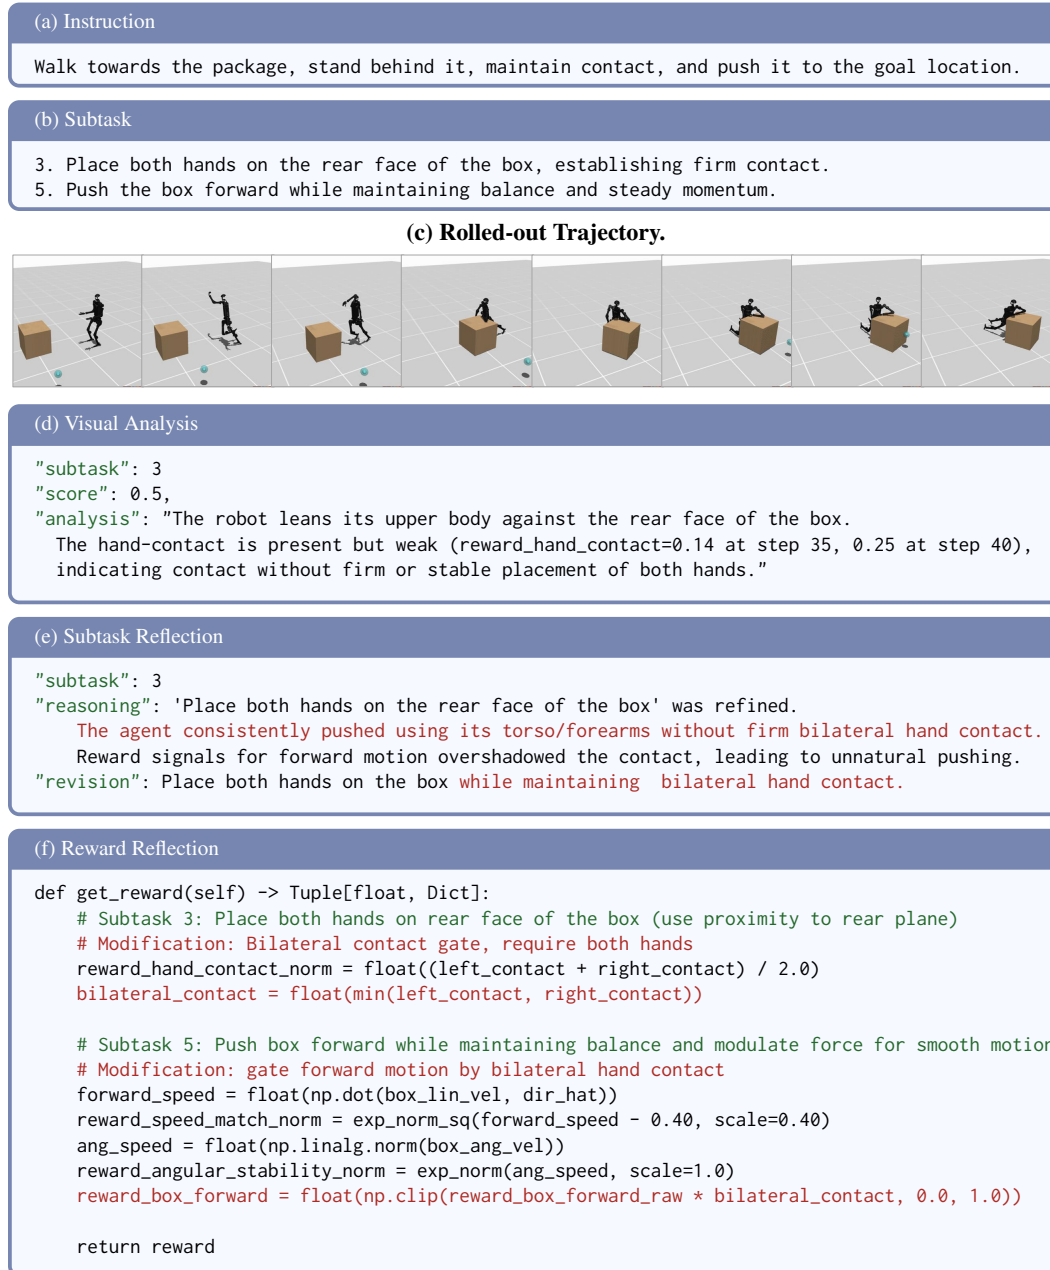 (a) Instruction
Walk towards the package, stand behind it, maintain contact, and push it to the goal location.
(b) Subtask
3. Place both hands on the rear face of the box, establishing firm contact.
5. Push the box forward while maintaining balance and steady momentum.
(c) Rolled-out Trajectory.
(d) Visual Analysis
"subtask": 3
"score": 0.5,
"analysis": "The robot leans its upper body against the rear face of the box.
The hand-contact is present but weak (reward_hand_contact=0.14 at step 35, 0.25 at step 40),
indicating contact without firm or stable placement of both hands."
(e) Subtask Reflection
"subtask": 3
"reasoning": 'Place both hands on the rear face of the box' was refined.
The agent consistently pushed using its torso/forearms without firm bilateral hand contact.
Reward signals for forward motion overshadowed the contact, leading to unnatural pushing.
"revision": Place both hands on the box while maintaining  bilateral hand contact.
(f) Reward Reflection
def get_reward(self) -> Tuple[float, Dict]:
# Subtask 3: Place both hands on rear face of the box (use proximity to rear plane)
# Modification: Bilateral contact gate, require both hands
reward_hand_contact_norm = float((left_contact + right_contact) / 2.0)
bilateral_contact = float(min(left_contact, right_contact))
# Subtask 5: Push box forward while maintaining balance and modulate force for smooth motion
# Modification: gate forward motion by bilateral hand contact
forward_speed = float(np.dot(box_lin_vel, dir_hat))
reward_speed_match_norm = exp_norm_sq(forward_speed - 0.40, scale=0.40)
ang_speed = float(np.linalg.norm(box_ang_vel))
reward_angular_stability_norm = exp_norm(ang_speed, scale=1.0)
reward_box_forward = float(np.clip(reward_box_forward_raw * bilateral_contact, 0.0, 1.0))
return reward